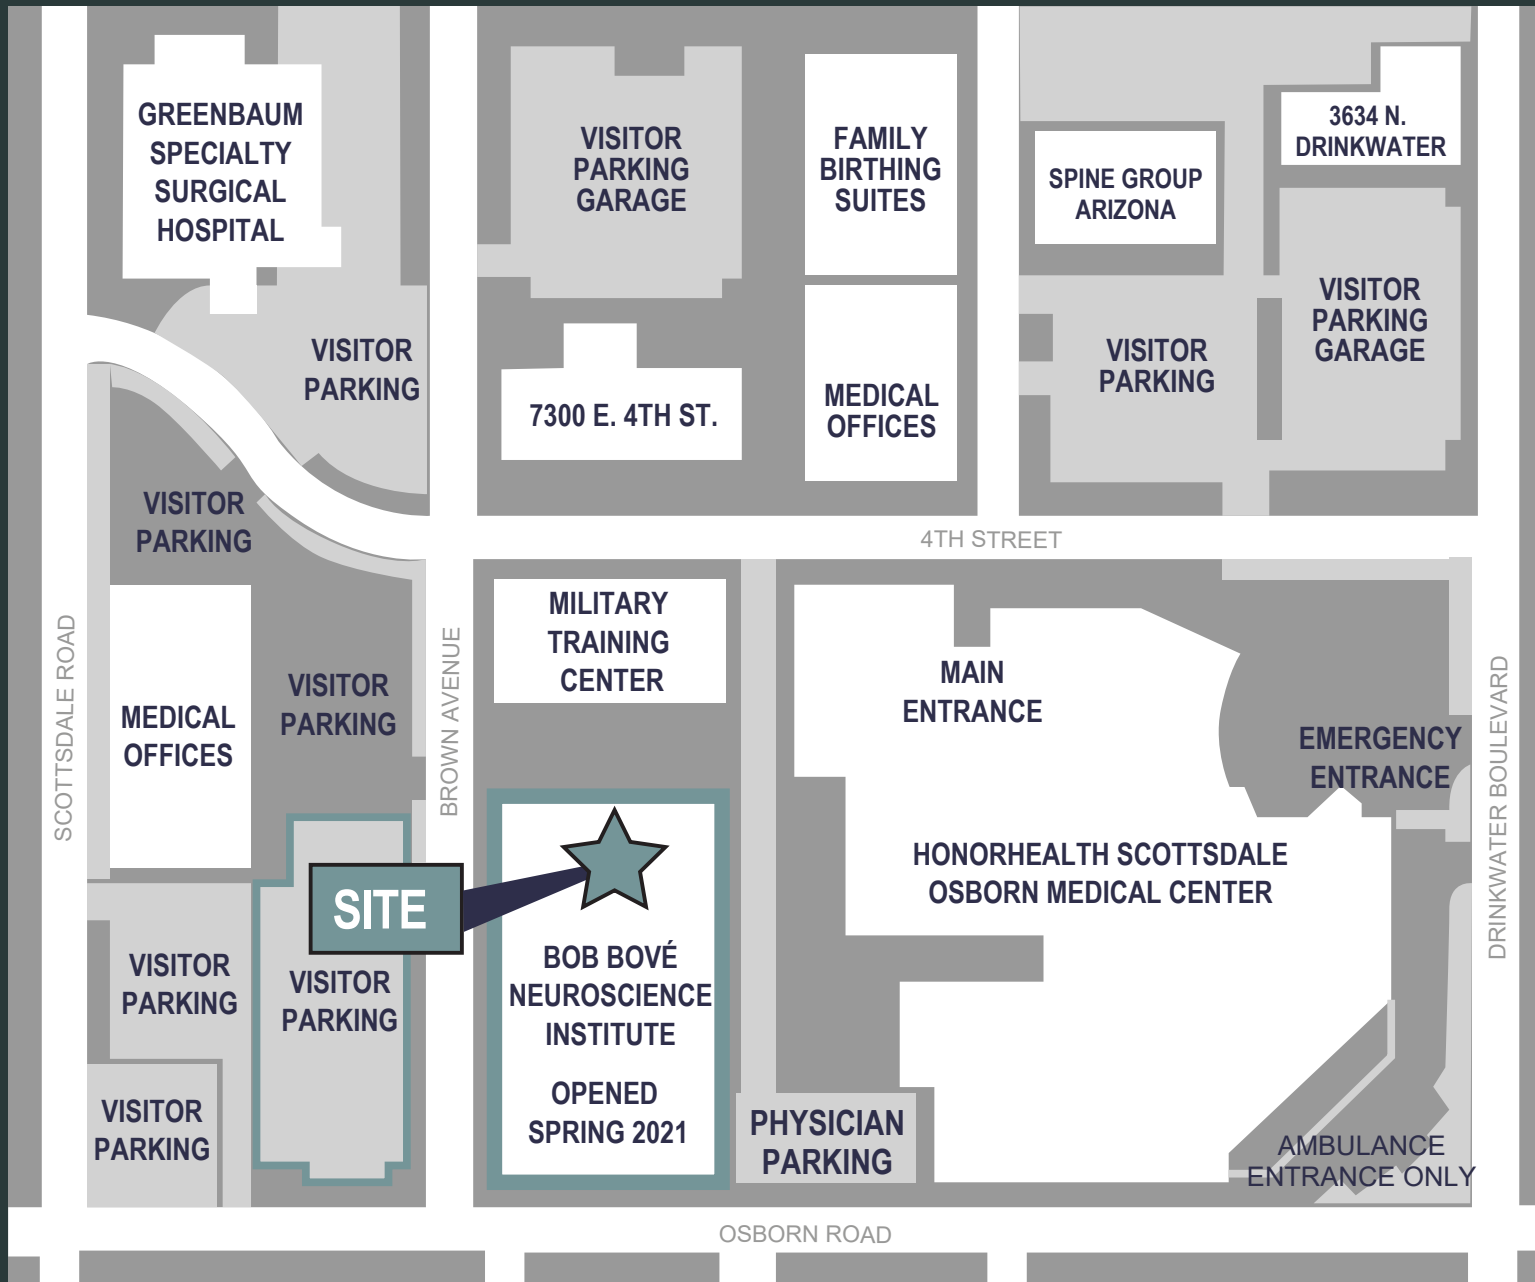 GREENBAUM
SPECIALTY
SURGICAL
HOSPITAL
VISITOR
PARKING
GARAGE
FAMILY
BIRTHING
SUITES
3634 N.
DRINKWATER
SPINE GROUP
ARIZONA
VISITOR
PARKING
GARAGE
VISITOR
PARKING
VISITOR
PARKING
7300 E. 4TH ST.
MEDICAL
OFFICES
VISITOR
PARKING
4TH STREET
MILITARY
TRAINING
CENTER
SCOTTSDALE ROAD
MEDICAL
OFFICES
VISITOR
PARKING
BROWN AVENUE
MAIN
ENTRANCE
EMERGENCY
ENTRANCE
DRINKWATER BOULEVARD
HONORHEALTH SCOTTSDALE
OSBORN MEDICAL CENTER
SITE
VISITOR
PARKING
VISITOR
PARKING
BOB BOVÉ
NEUROSCIENCE
INSTITUTE
OPENED
SPRING 2021
VISITOR
PARKING
PHYSICIAN
PARKING
AMBULANCE
ENTRANCE ONLY
OSBORN ROAD